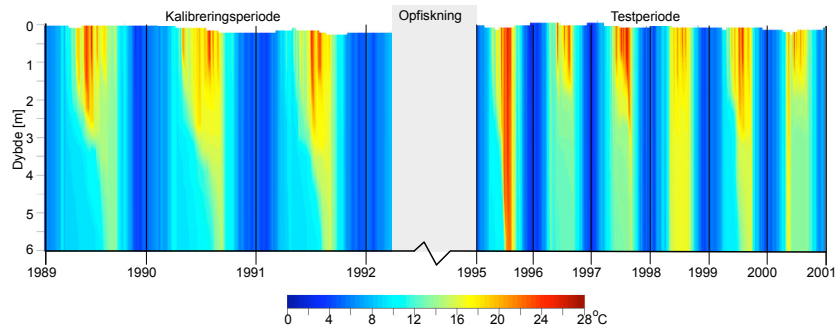 Kalibreringsperiode
Opfiskning
Testperiode
Dybde [m]
0
1
2
3
4
5
6
1989 1990 1991 1992 1995 1996 1997 1998 1999 2000 2001
0 4 8 12 16 20 24 28°C